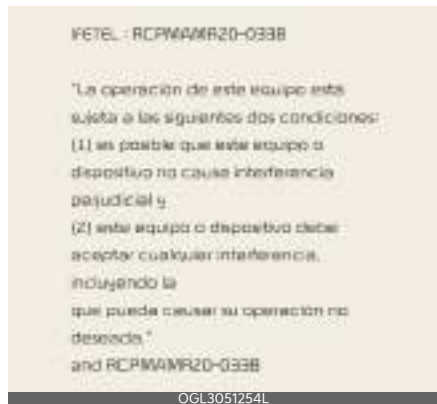 IFETEL : RCPMAMR20-0338
"La operación de este equipo está
sujeta a las siguientes dos condiciones:
(1) es posible que este equipo o
dispositivo no cause interferencia
perjudicial y
(2) este equipo o dispositivo debe
aceptar cualquier interferencia,
incluyendo la
que pueda causar su operación no
deseada."
and RCPMAMR20-0338
OGL3051254L